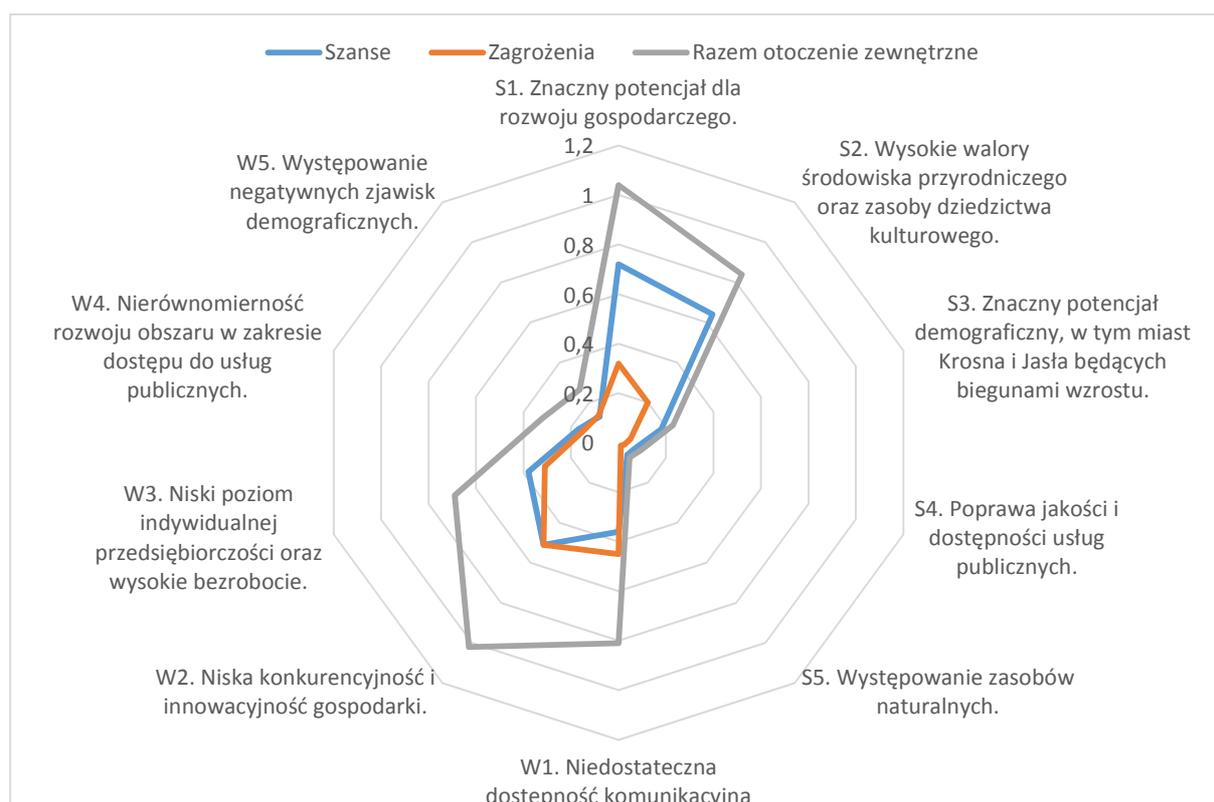 Szanse
Zagrożenia
Razem otoczenie zewnętrzne
S1. Znaczny potencjał dla
rozwoju gospodarczego.
S2. Wysokie walory
środowiska przyrodniczego
oraz zasoby dziedzictwa
kulturowego.
S3. Znaczny potencjał
demograficzny, w tym miast
Krosna i Jasła będących
biegunami wzrostu.
S4. Poprawa jakości i
dostępności usług
publicznych.
S5. Występowanie zasobów
naturalnych.
W1. Niedostateczna
dostępność komunikacyjna
W2. Niska konkurencyjność i
innowacyjność gospodarki.
W3. Niski poziom
indywidualnej
przedsiębiorczości oraz
wysokie bezrobocie.
W4. Nierównomierność
rozwoju obszaru w zakresie
dostępu do usług
publicznych.
W5. Występowanie
negatywnych zjawisk
demograficznych.
1,2
1
0,8
0,6
0,4
0,2
0